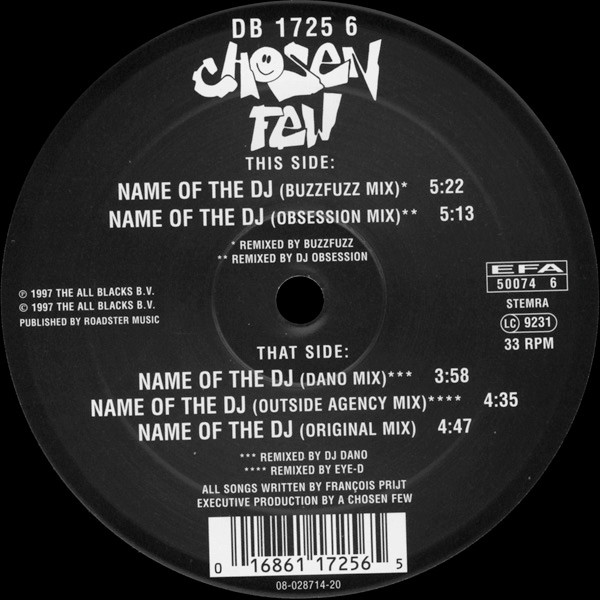 DB 1725 6
CHOSEN
FEW
THIS SIDE:
NAME OF THE DJ (BUZZFUZZ MIX)* 5:22
NAME OF THE DJ (OBSESSION MIX)** 5:13
* REMIXED BY BUZZFUZZ
** REMIXED BY DJ OBSESSION
℗ 1997 THE ALL BLACKS B.V.
© 1997 THE ALL BLACKS B.V.
PUBLISHED BY ROADSTER MUSIC
EFA
50074 6
STEMRA
LC 9231
33 RPM
THAT SIDE:
NAME OF THE DJ (DANO MIX)*** 3:58
NAME OF THE DJ (OUTSIDE AGENCY MIX)**** 4:35
NAME OF THE DJ (ORIGINAL MIX) 4:47
*** REMIXED BY DJ DANO
**** REMIXED BY EYE-D
ALL SONGS WRITTEN BY FRANÇOIS PRIJT
EXECUTIVE PRODUCTION BY A CHOSEN FEW
0 16861 17256 5
08-028714-20